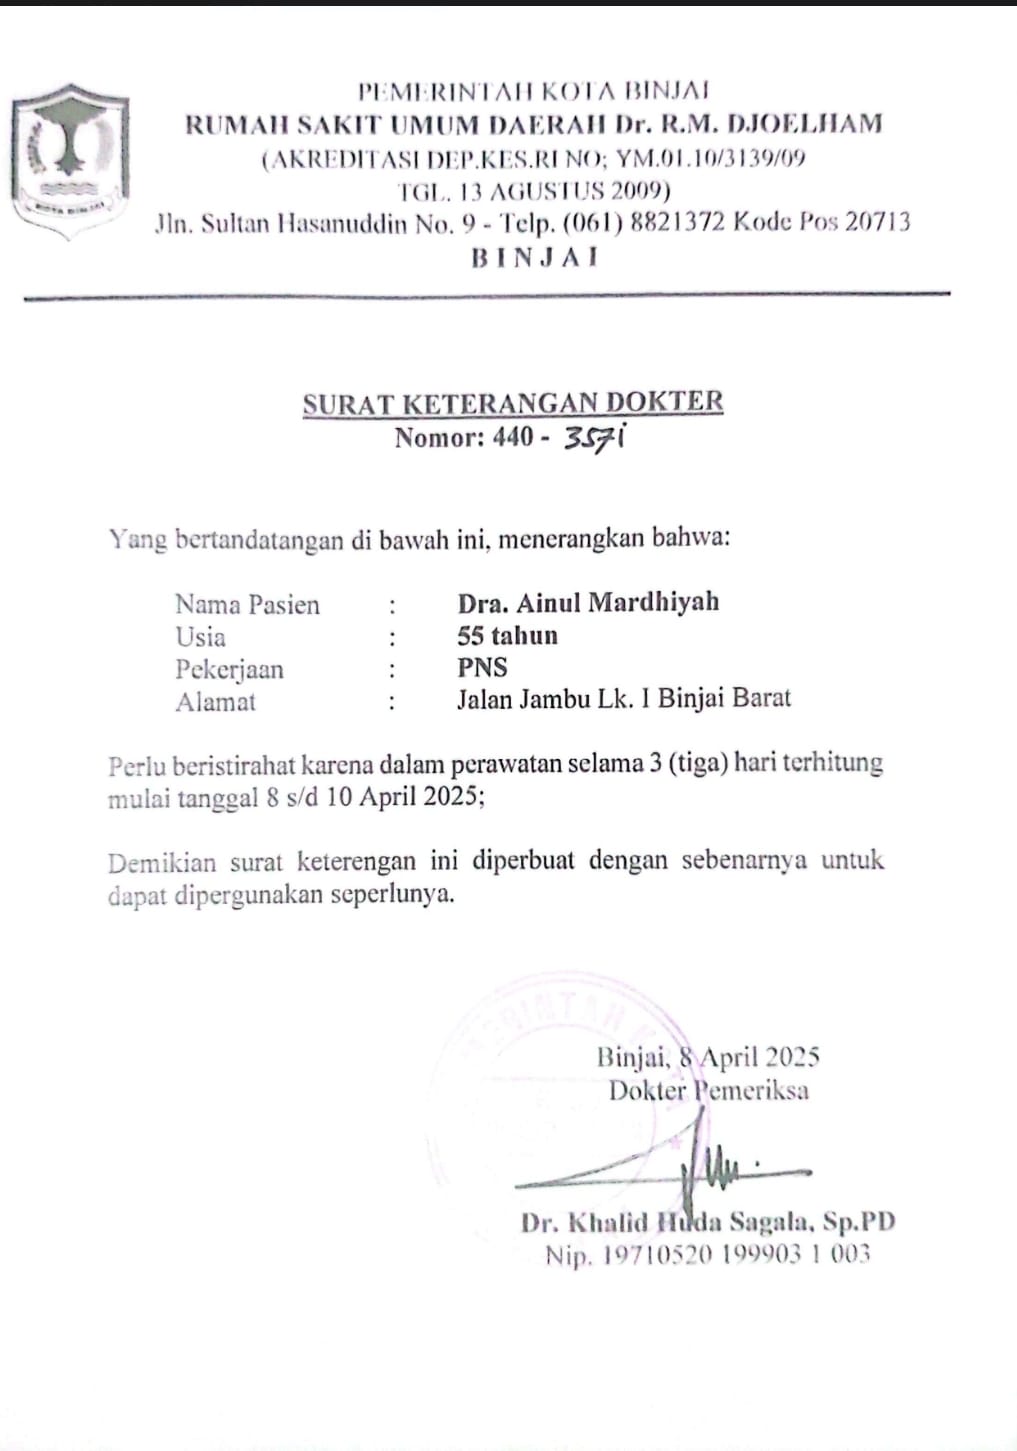 KOTA BINJAI
PEMERINTAH KOTA BINJAI
RUMAH SAKIT UMUM DAERAH Dr. R.M. DJOELHAM
(AKREDITASI DEP.KES.RI NO; YM.01.10/3139/09
TGL. 13 AGUSTUS 2009)
Jln. Sultan Hasanuddin No. 9 - Telp. (061) 8821372 Kode Pos 20713
B I N J A I
SURAT KETERANGAN DOKTER
Nomor: 440 - 3571
Yang bertandatangan di bawah ini, menerangkan bahwa:
Nama Pasien : Dra. Ainul Mardhiyah
Usia : 55 tahun
Pekerjaan : PNS
Alamat : Jalan Jambu Lk. I Binjai Barat
Perlu beristirahat karena dalam perawatan selama 3 (tiga) hari terhitung
mulai tanggal 8 s/d 10 April 2025;
Demikian surat keterengan ini diperbuat dengan sebenarnya untuk
dapat dipergunakan seperlunya.
Binjai, 8 April 2025
Dokter Pemeriksa
Dr. Khalid Huda Sagala, Sp.PD
Nip. 19710520 199903 1 003